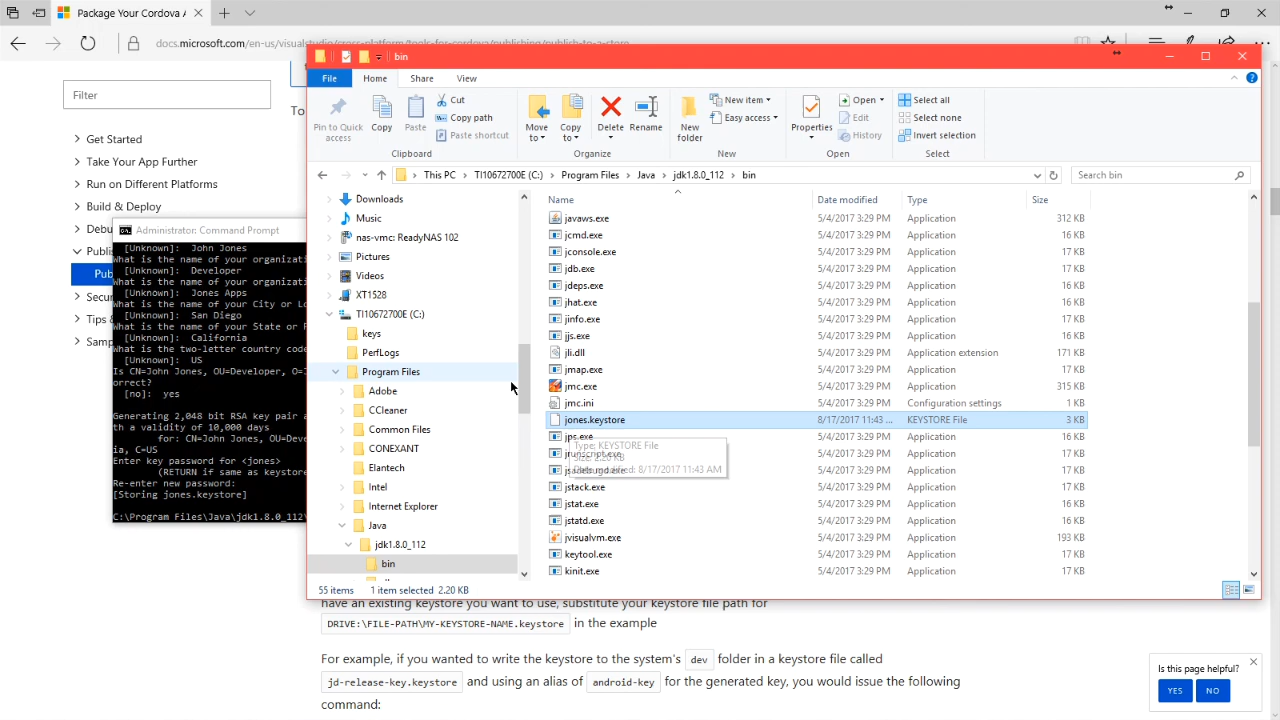 Package Your Cordova A
docs.microsoft.com/en-us/visualstudio/cross-platform/tools-for-cordova/publishing/publish-to-a-store
bin
File Home Share View
Pin to Quick access
Copy
Paste
Cut
Copy path
Paste shortcut
Clipboard
Move to
Copy to
Delete
Rename
Organize
New folder
New item
Easy access
New
Properties
Open
Edit
History
Open
Select all
Select none
Invert selection
Select
This PC > TI10672700E (C:) > Program Files > Java > jdk1.8.0_112 > bin
Search bin
Filter
To
Get Started
Take Your App Further
Run on Different Platforms
Build & Deploy
Debu
Publi
Pub
Secu
Tips &
Samp
Administrator: Command Prompt
[Unknown]: John Jones
What is the name of your organizati
[Unknown]: Developer
What is the name of your organizati
[Unknown]: Jones Apps
What is the name of your City or Lo
[Unknown]: San Diego
What is the name of your State or P
[Unknown]: California
What is the two-letter country code
[Unknown]: US
Is CN=John Jones, OU=Developer, O=J
orrect?
[no]: yes
Generating 2,048 bit RSA key pair a
th a validity of 10,000 days
for: CN=John Jones, OU=Deve
ia, C=US
Enter key password for <jones>
(RETURN if same as keystore
Re-enter new password:
[Storing jones.keystore]
C:\Program Files\Java\jdk1.8.0_112\
Downloads
Music
nas-vmc: ReadyNAS 102
Pictures
Videos
XT1528
TI10672700E (C:)
keys
PerfLogs
Program Files
Adobe
CCleaner
Common Files
CONEXANT
Elantech
Intel
Internet Explorer
Java
jdk1.8.0_112
bin
Name Date modified Type Size
javaws.exe 5/4/2017 3:29 PM Application 312 KB
jcmd.exe 5/4/2017 3:29 PM Application 16 KB
jconsole.exe 5/4/2017 3:29 PM Application 17 KB
jdb.exe 5/4/2017 3:29 PM Application 17 KB
jdeps.exe 5/4/2017 3:29 PM Application 16 KB
jhat.exe 5/4/2017 3:29 PM Application 16 KB
jinfo.exe 5/4/2017 3:29 PM Application 17 KB
jjs.exe 5/4/2017 3:29 PM Application 16 KB
jli.dll 5/4/2017 3:29 PM Application extension 171 KB
jmap.exe 5/4/2017 3:29 PM Application 17 KB
jmc.exe 5/4/2017 3:29 PM Application 315 KB
jmc.ini 5/4/2017 3:29 PM Configuration settings 1 KB
jones.keystore 8/17/2017 11:43 ... KEYSTORE File 3 KB
jps.exe 5/4/2017 3:29 PM Application 16 KB
jrunscript.exe 5/4/2017 3:29 PM Application 17 KB
5/4/2017 3:29 PM Application 16 KB
jstack.exe 5/4/2017 3:29 PM Application 17 KB
jstat.exe 5/4/2017 3:29 PM Application 16 KB
jstatd.exe 5/4/2017 3:29 PM Application 17 KB
jvisualvm.exe 5/4/2017 3:29 PM Application 193 KB
keytool.exe 5/4/2017 3:29 PM Application 17 KB
kinit.exe 5/4/2017 3:29 PM Application 17 KB
Type: KEYSTORE File
Size: 2.20 KB
Date modified: 8/17/2017 11:43 AM
55 items 1 item selected 2.20 KB
have an existing keystore you want to use, substitute your keystore file path for
DRIVE:\FILE-PATH\MY-KEYSTORE-NAME.keystore in the example
For example, if you wanted to write the keystore to the system's dev folder in a keystore file called
jd-release-key.keystore and using an alias of android-key for the generated key, you would issue the following
command:
Is this page helpful?
YES NO